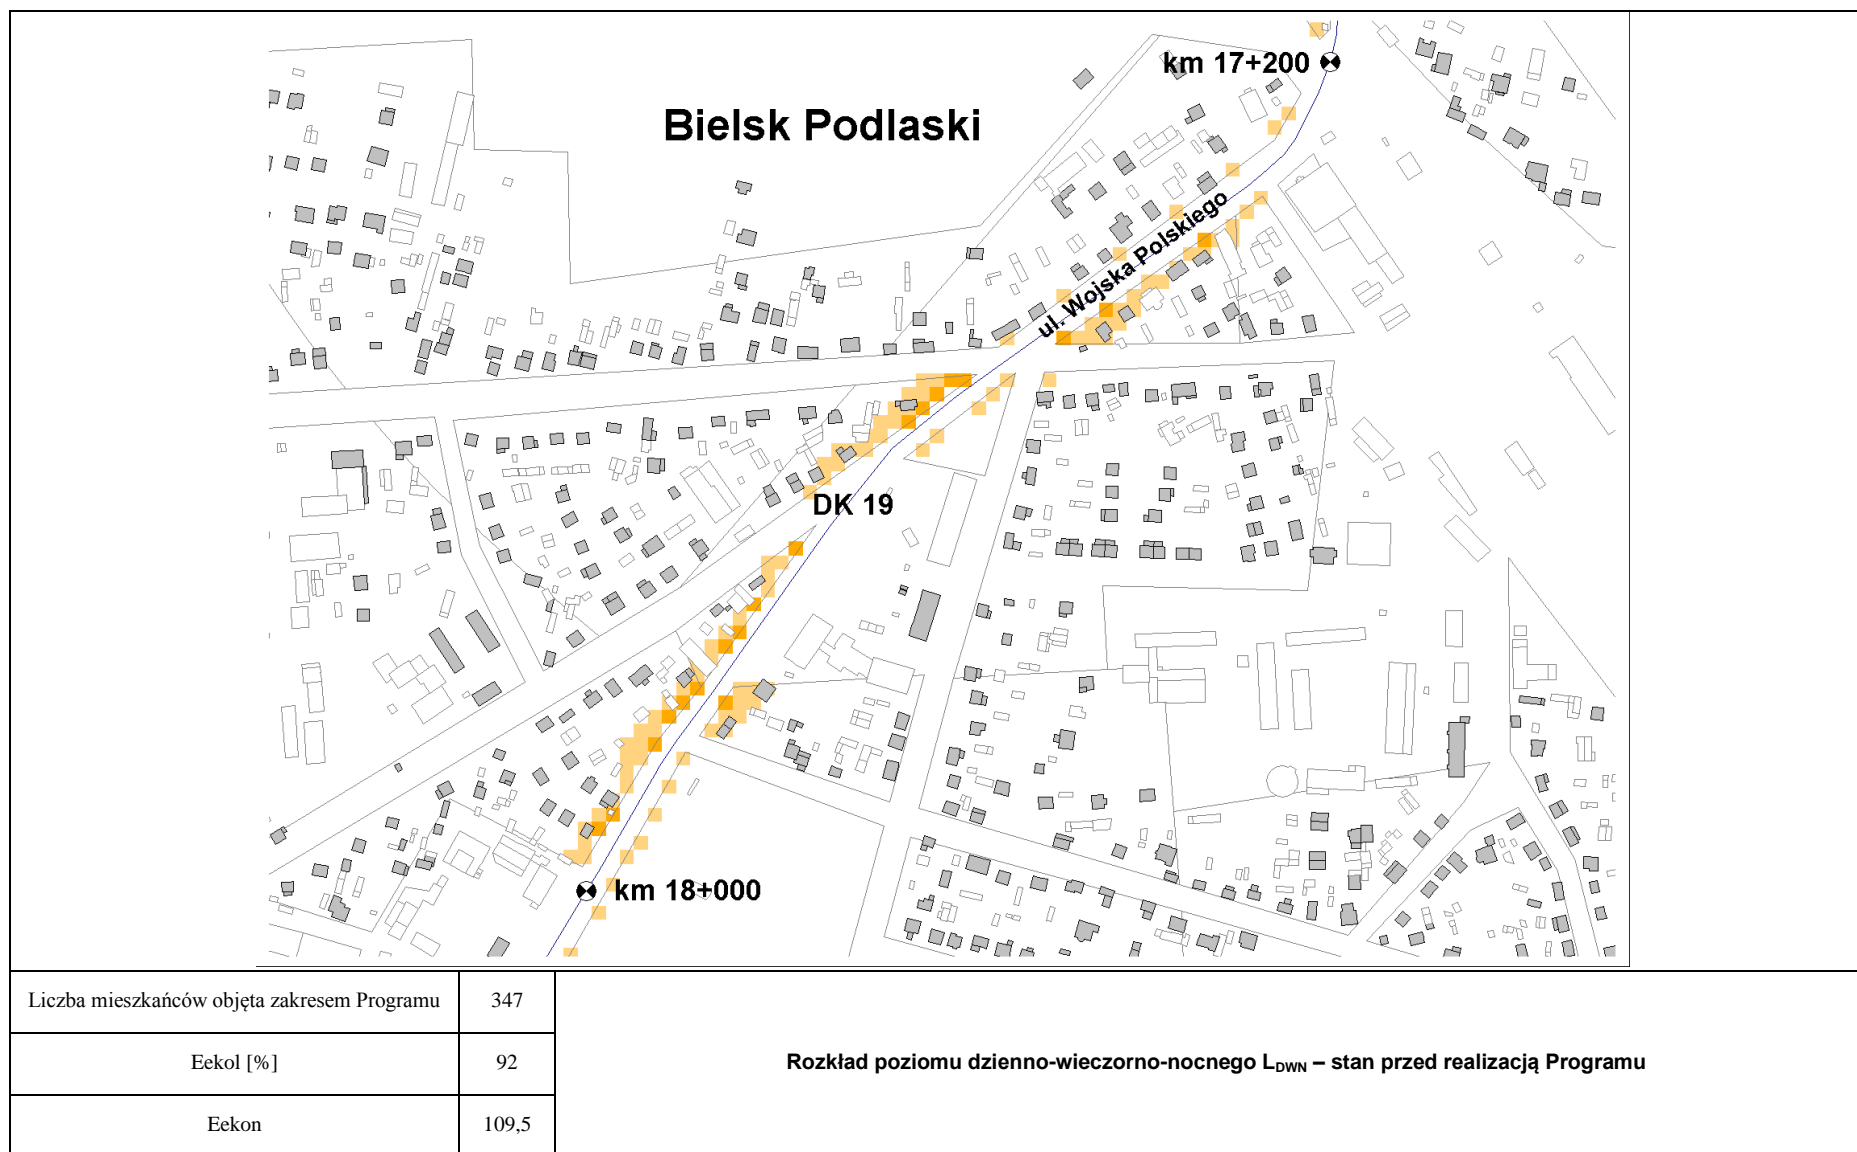 km 17+200
Bielsk Podlaski
ul. Wojska Polskiego
DK 19
km 18+000
Liczba mieszkańców objęta zakresem Programu 347
Eekol [%] 92
Rozkład poziomu dzienno-wieczorno-nocnego LDWN – stan przed realizacją Programu
Eekon 109,5